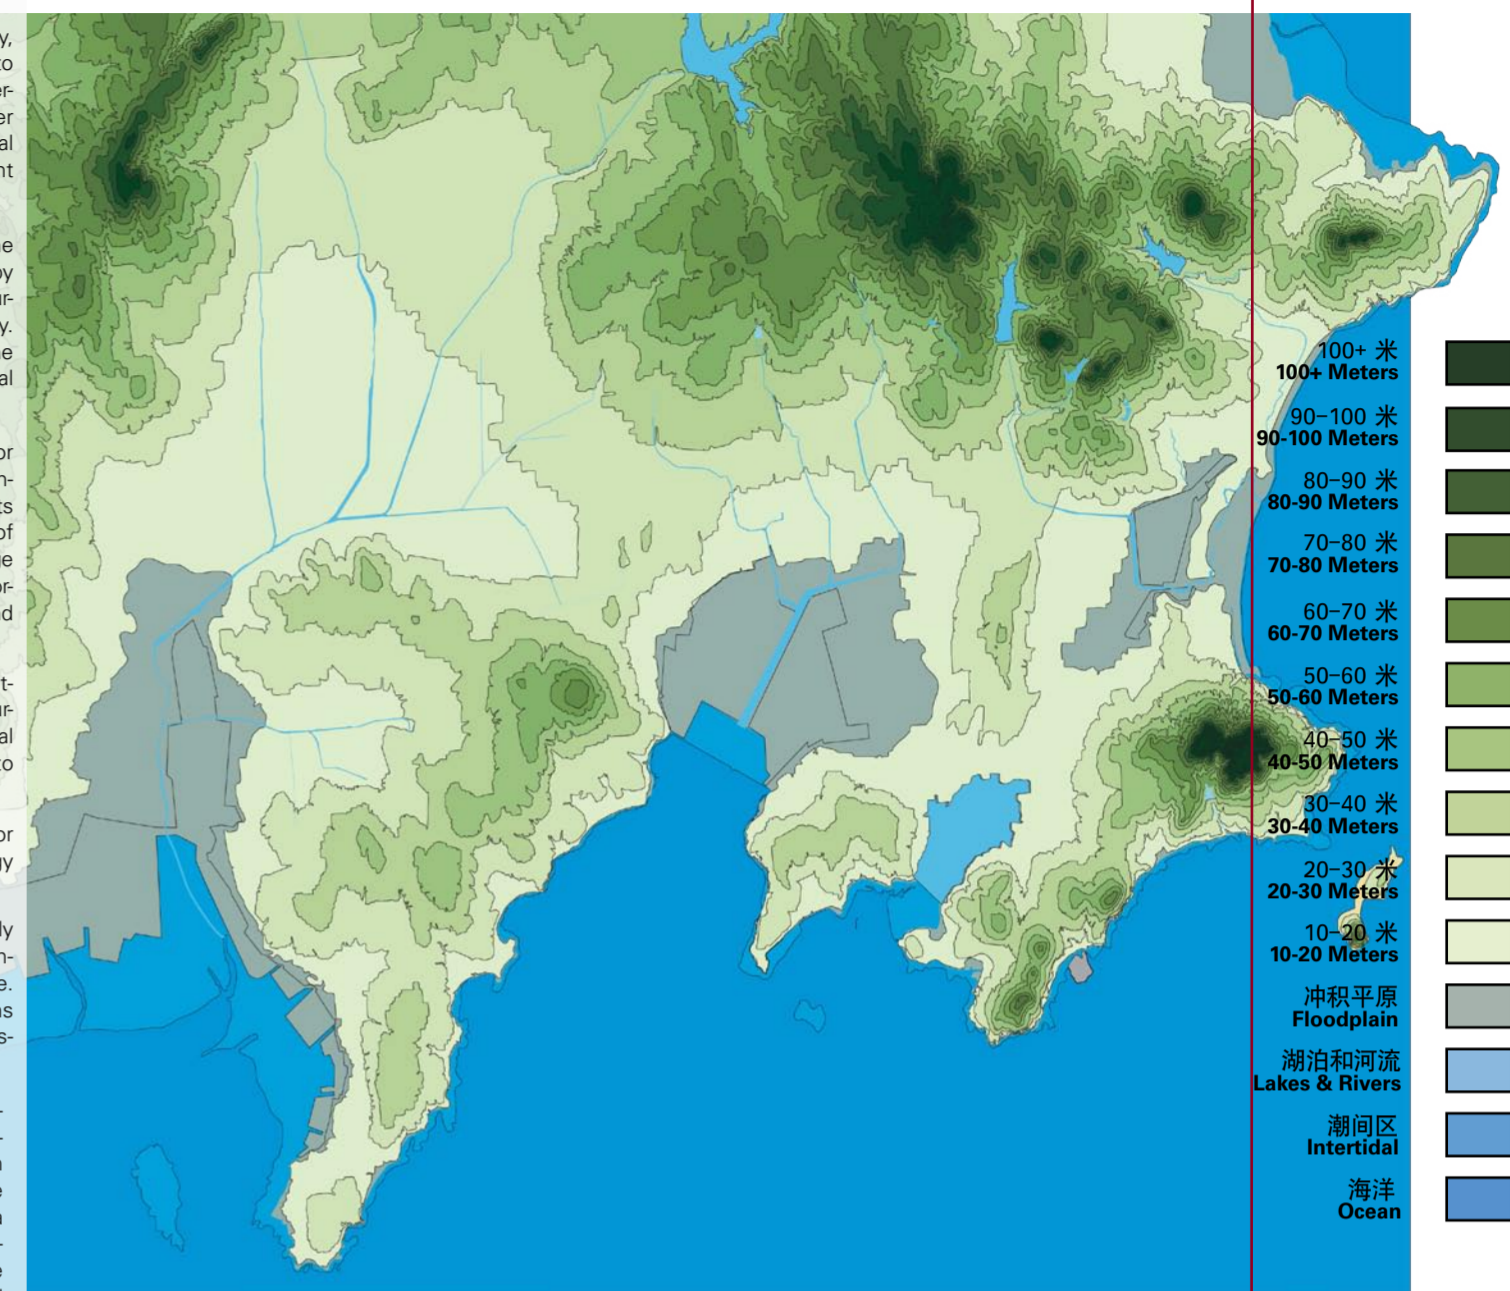 100+ 米
100+ Meters
90-100 米
90-100 Meters
80-90 米
80-90 Meters
70-80 米
70-80 Meters
60-70 米
60-70 Meters
50-60 米
50-60 Meters
40-50 米
40-50 Meters
30-40 米
30-40 Meters
20-30 米
20-30 Meters
10-20 米
10-20 Meters
冲积平原
Floodplain
湖泊和河流
Lakes & Rivers
潮间区
Intertidal
海洋
Ocean